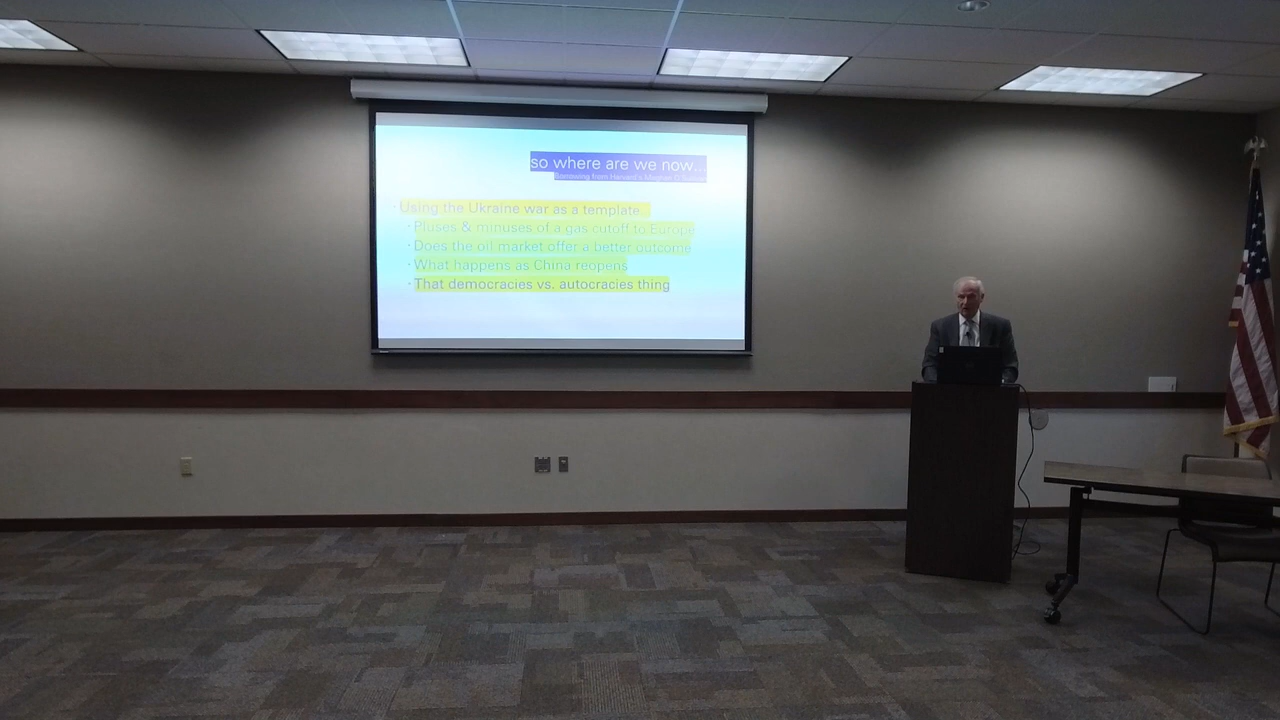 so where are we now...
Borrowing from Harvard's Meghan O'Sullivan
· Using the Ukraine war as a template
· Pluses & minuses of a gas cutoff to Europe
· Does the oil market offer a better outcome
· What happens as China reopens
· That democracies vs. autocracies thing